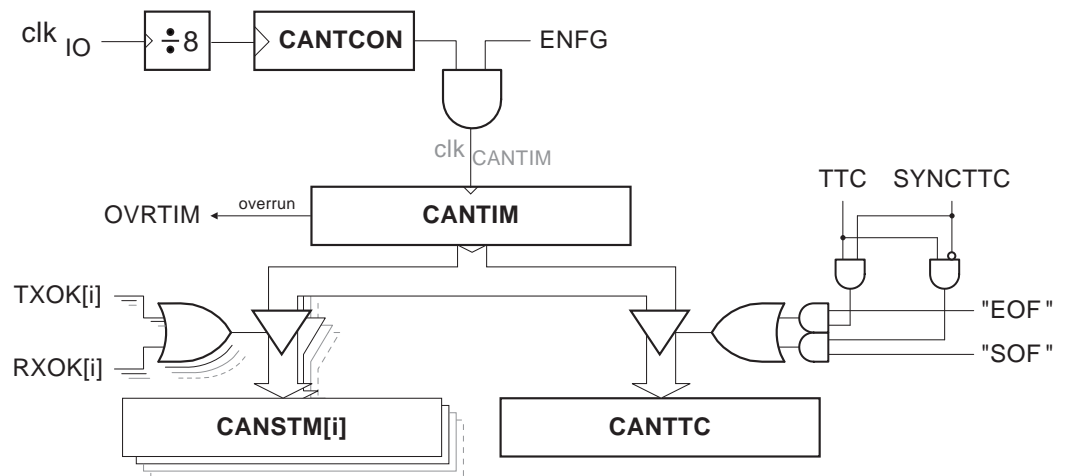 clk IO
÷8
CANTCON
ENFG
clk CANTIM
TTC SYNCTTC
OVRTIM
overrun
CANTIM
TXOK[i]
"EOF"
RXOK[i]
"SOF"
CANSTM[i]
CANTTC